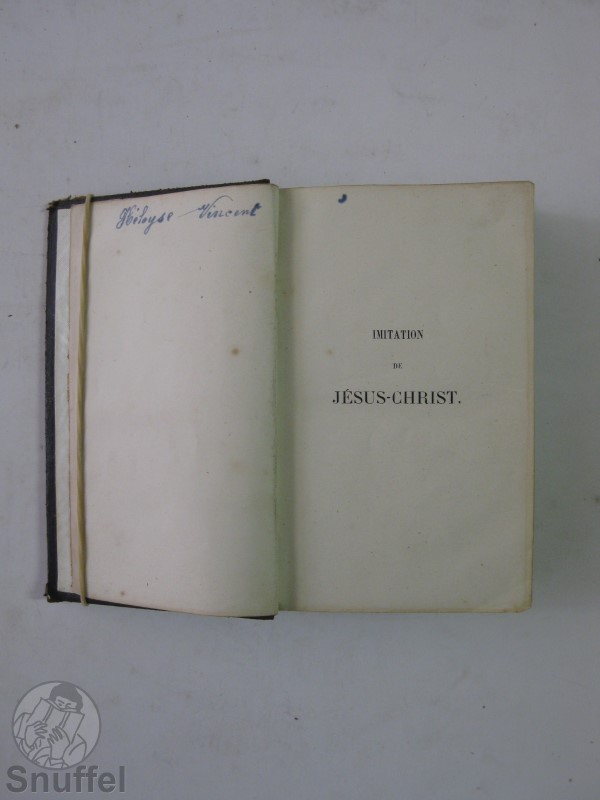 Héloyse Vincent
IMITATION
DE
JÉSUS-CHRIST.
Snuffel